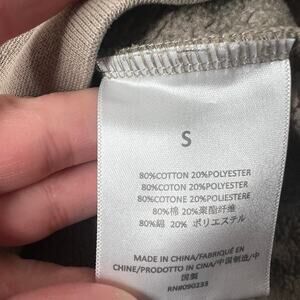 S
80%COTTON 20%POLYESTER
80%COTTON 20%POLYESTER
80%COTONE 20%POLIESTERE
80%棉 20%聚酯纤维
80%綿 20% ポリエステル
MADE IN CHINA/FABRIQUÉ EN
CHINE/PRODOTTO IN CINA/中国制造/中
国製
RN#090233